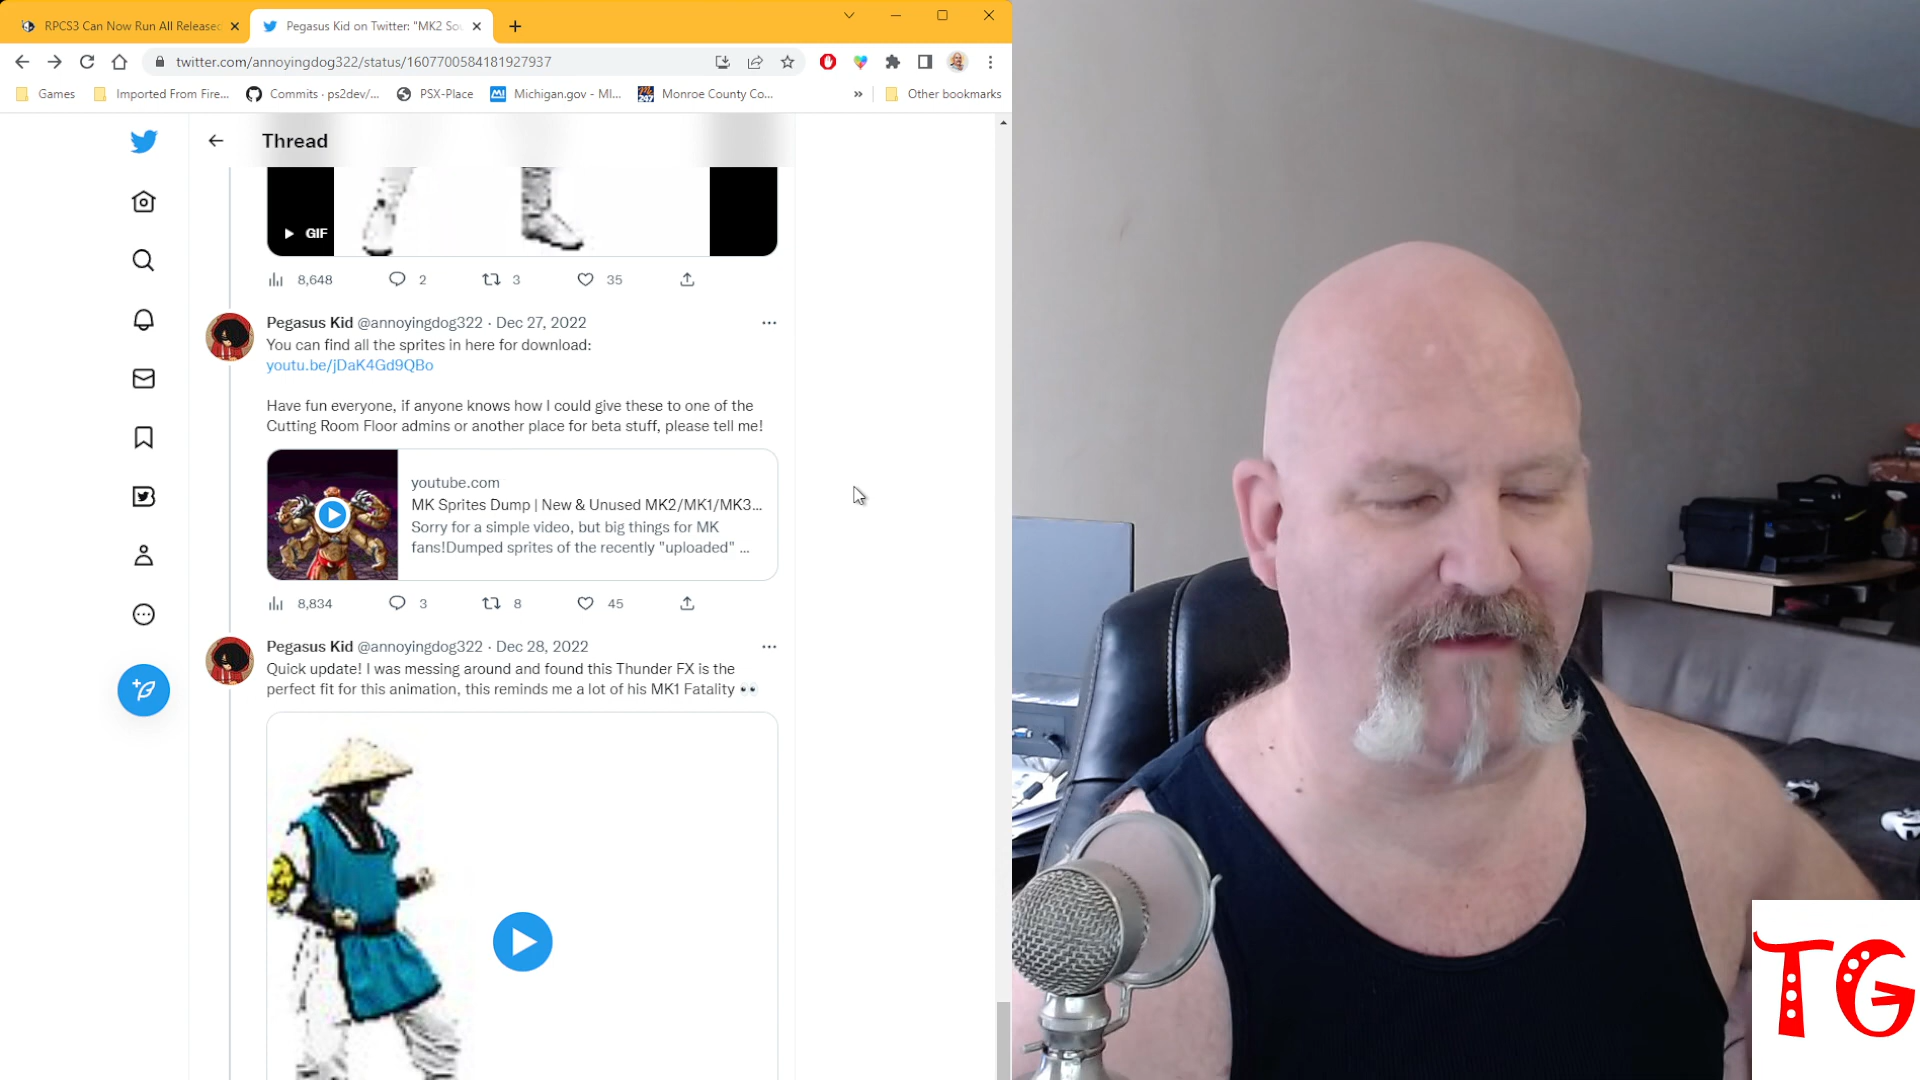 RPCS3 Can Now Run All Released
Pegasus Kid on Twitter: "MK2 Sou
twitter.com/annoyingdog322/status/1607700584181927937
Games
Imported From Fire...
Commits · ps2dev/...
PSX-Place
Michigan.gov - MI...
Monroe County Co...
»
Other bookmarks
Thread
GIF
8,648 2 3 35
Pegasus Kid @annoyingdog322 · Dec 27, 2022
You can find all the sprites in here for download:
youtu.be/jDaK4Gd9QBo
Have fun everyone, if anyone knows how I could give these to one of the
Cutting Room Floor admins or another place for beta stuff, please tell me!
youtube.com
MK Sprites Dump | New & Unused MK2/MK1/MK3...
Sorry for a simple video, but big things for MK
fans!Dumped sprites of the recently "uploaded" ...
8,834 3 8 45
Pegasus Kid @annoyingdog322 · Dec 28, 2022
Quick update! I was messing around and found this Thunder FX is the
perfect fit for this animation, this reminds me a lot of his MK1 Fatality 👀
TG